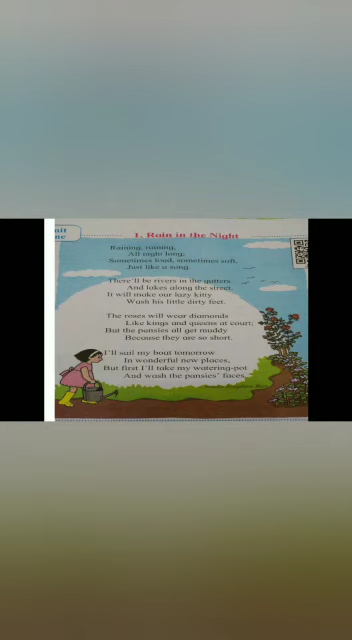 1. Rain in the Night
Raining, raining,
All night long;
Sometimes loud, sometimes soft,
Just like a song.
There'll be rivers in the gutters
And lakes along the street.
It will make our lazy kitty
Wash his little dirty feet.
The roses will wear diamonds
Like kings and queens at court;
But the pansies all get muddy
Because they are so short.
I'll sail my boat tomorrow
In wonderful new places,
But first I'll take my watering-pot
And wash the pansies' faces.